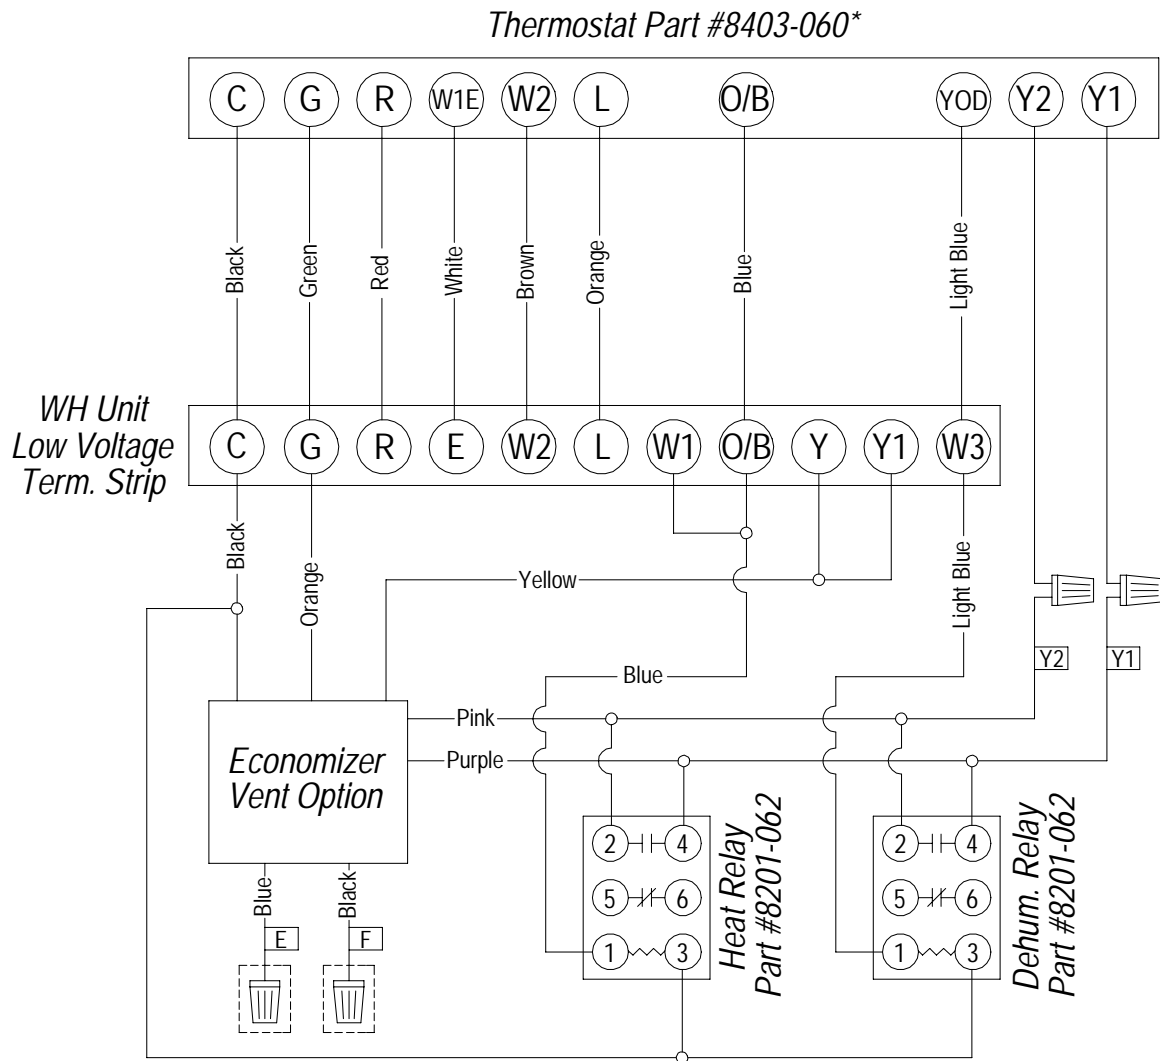 Thermostat Part #8403-060*
C G R W1E W2 L O/B YOD Y2 Y1
Black
Green
Red
White
Brown
Orange
Blue
Light Blue
WH Unit
Low Voltage
Term. Strip
C G R E W2 L W1 O/B Y Y1 W3
Black
Orange
Yellow
Light Blue
Blue
Y2
Y1
Pink
Purple
Economizer
Vent Option
2 4
5 6
1 3
Heat Relay
Part #8201-062
2 4
5 6
1 3
Dehum. Relay
Part #8201-062
Blue
Black
E
F